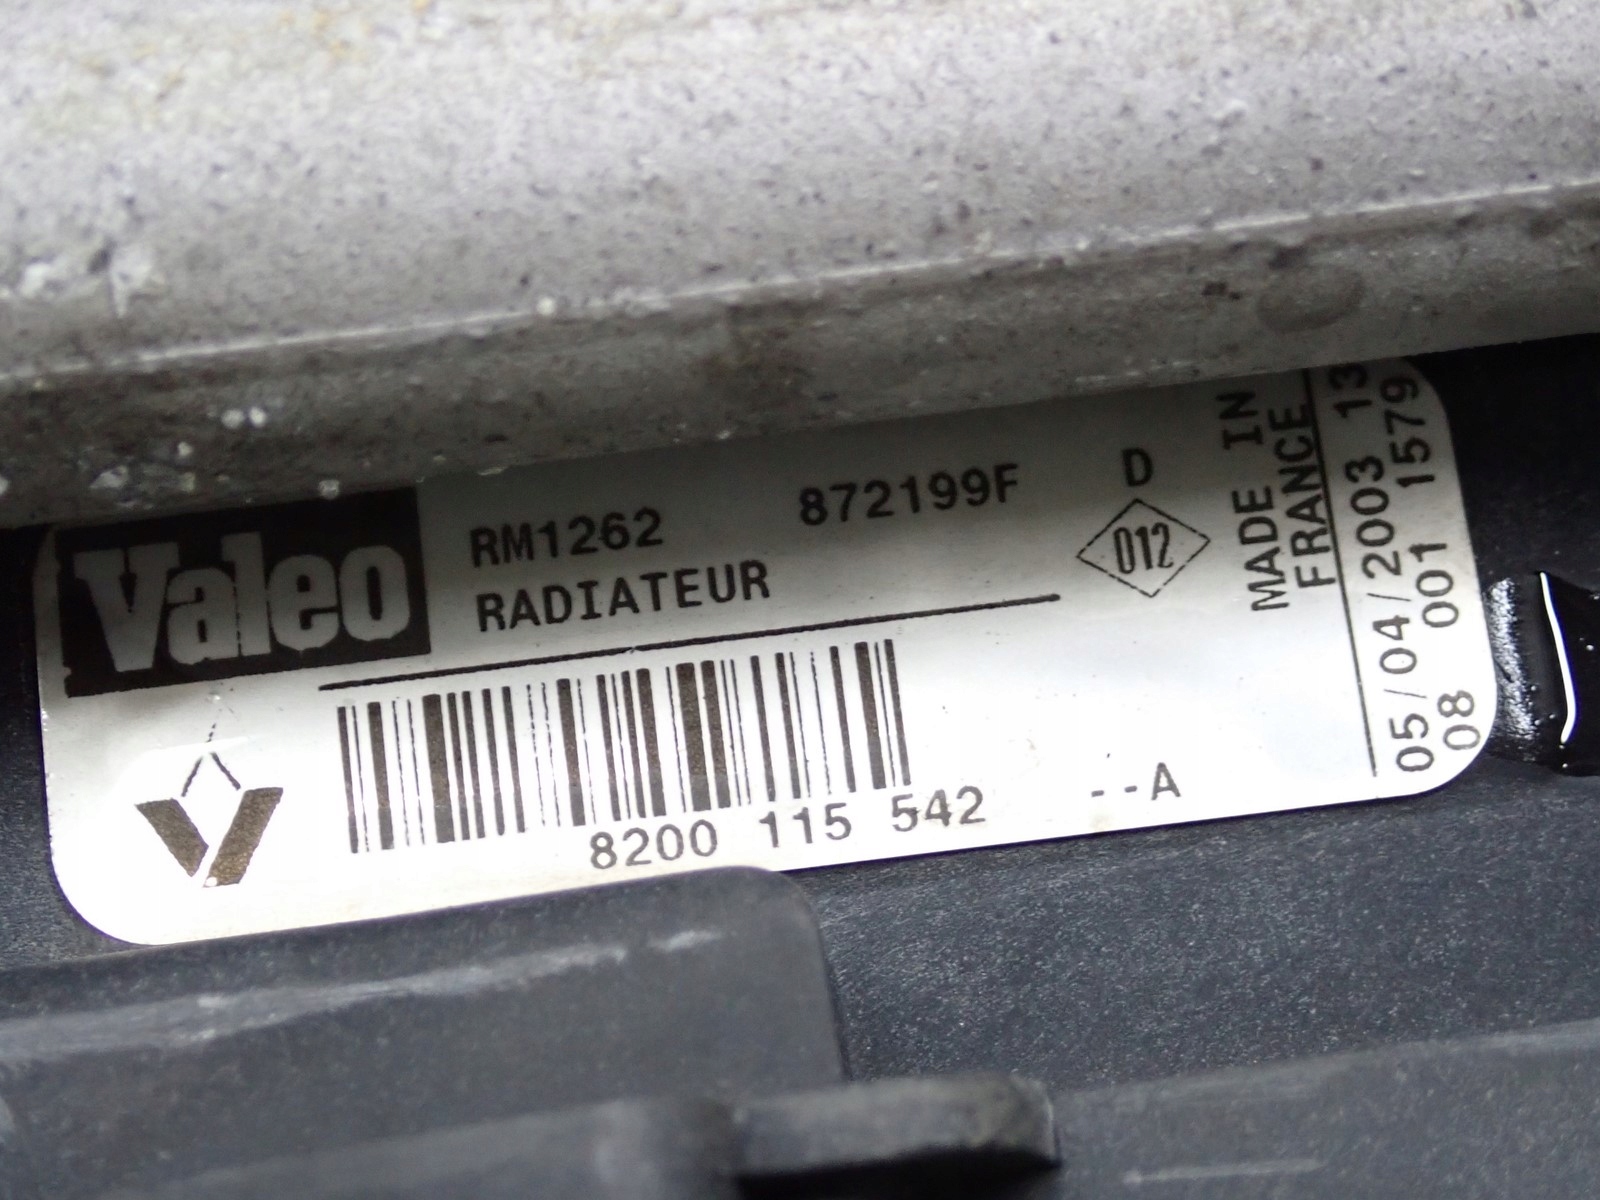 Valeo
RM1262 872199F D
RADIATEUR
012
8200 115 542 --A
MADE IN
FRANCE
05/04/2003 13
08 001 1579